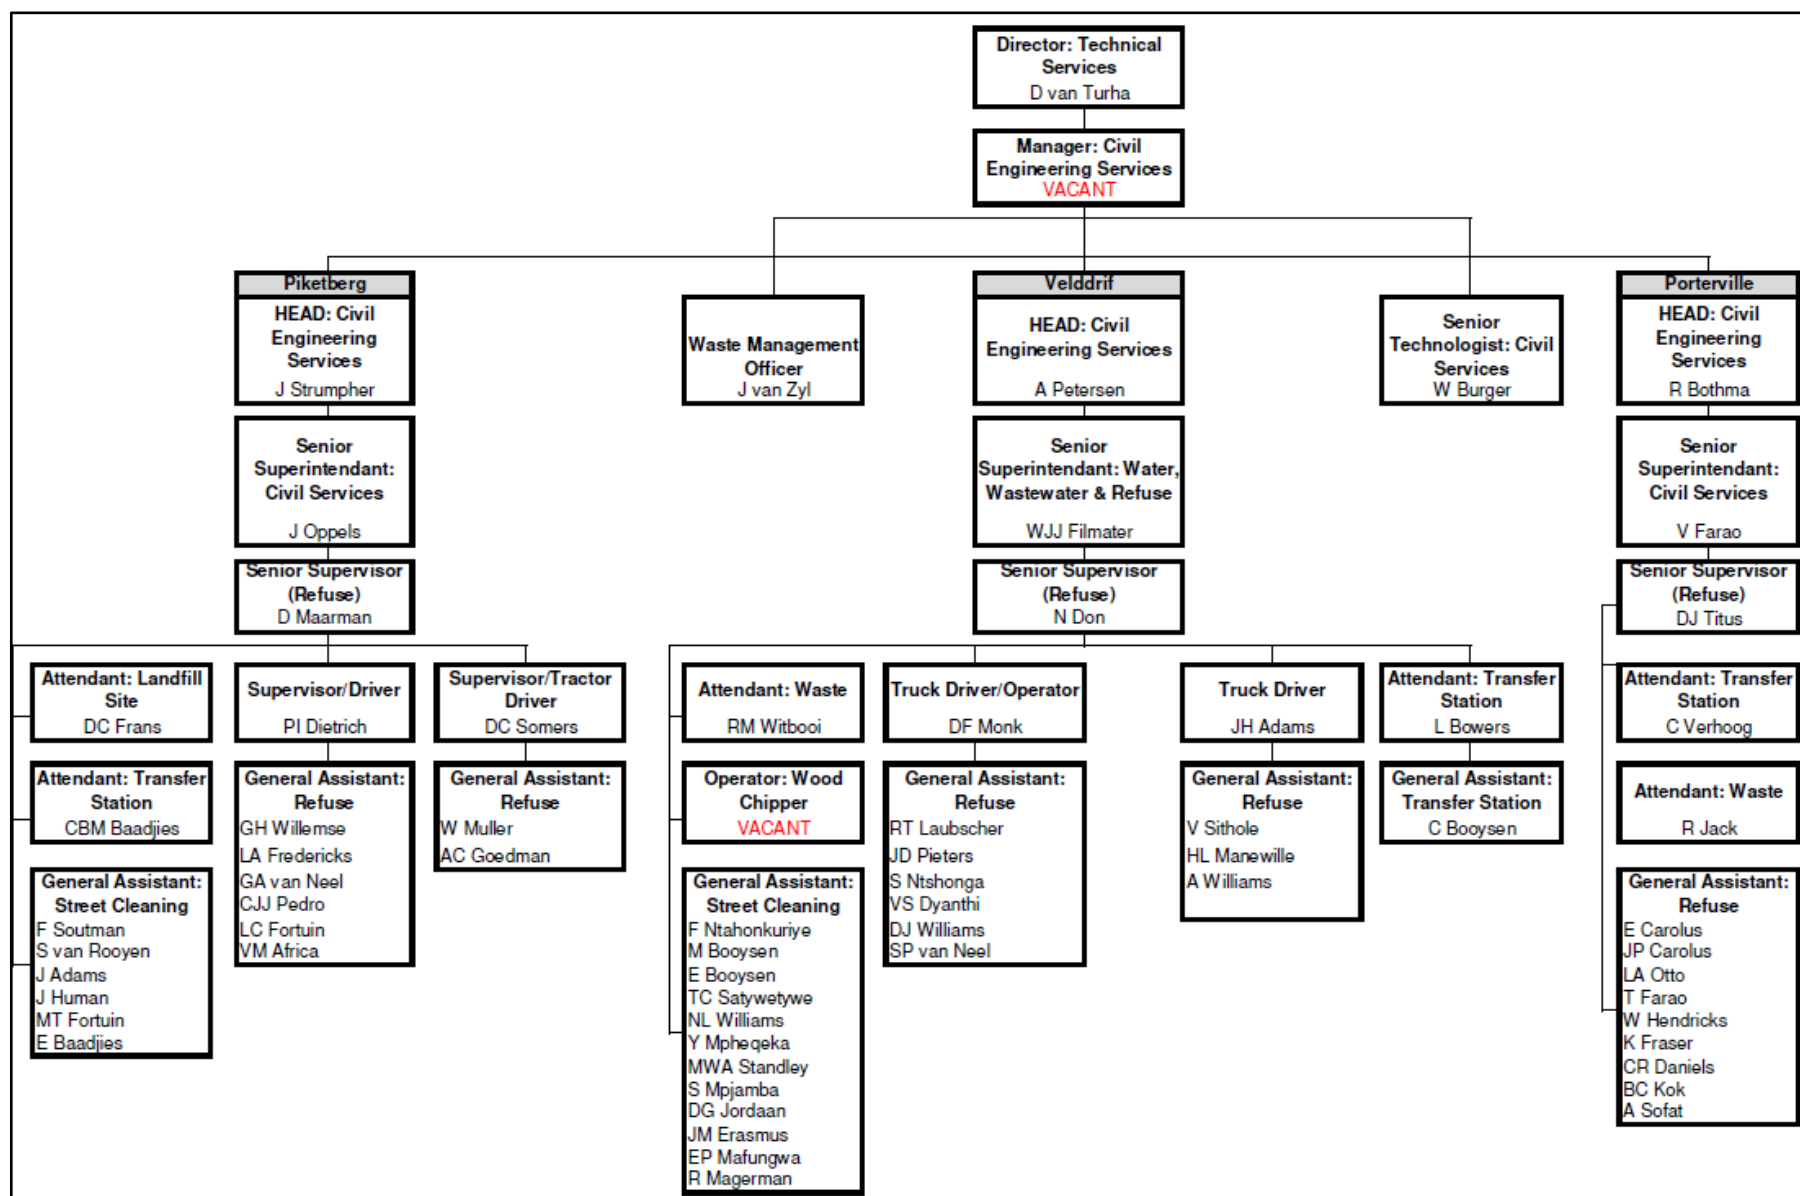 Director: Technical
Services
D van Turha
Manager: Civil
Engineering Services
VACANT
Piketberg
HEAD: Civil
Engineering
Services
J Strumpher
Waste Management
Officer
J van Zyl
Velddrif
HEAD: Civil
Engineering Services
A Petersen
Senior
Technologist: Civil
Services
W Burger
Porterville
HEAD: Civil
Engineering
Services
R Bothma
Senior
Superintendant:
Civil Services
J Oppels
Senior
Superintendant: Water,
Wastewater & Refuse
WJJ Filmater
Senior
Superintendant:
Civil Services
V Farao
Senior Supervisor
(Refuse)
D Maarman
Senior Supervisor
(Refuse)
N Don
Senior Supervisor
(Refuse)
DJ Titus
Attendant: Landfill
Site
DC Frans
Supervisor/Driver
PI Dietrich
Supervisor/Tractor
Driver
DC Somers
Attendant: Waste
RM Witbooi
Truck Driver/Operator
DF Monk
Truck Driver
JH Adams
Attendant: Transfer
Station
L Bowers
Attendant: Transfer
Station
C Verhoog
Attendant: Transfer
Station
CBM Baadjies
General Assistant:
Refuse
GH Willemse
LA Fredericks
GA van Neel
CJJ Pedro
LC Fortuin
VM Africa
General Assistant:
Refuse
W Muller
AC Goedman
Operator: Wood
Chipper
VACANT
General Assistant:
Refuse
RT Laubscher
JD Pieters
S Ntshonga
VS Dyanthi
DJ Williams
SP van Neel
General Assistant:
Refuse
V Sithole
HL Manewille
A Williams
General Assistant:
Transfer Station
C Booysen
Attendant: Waste
R Jack
General Assistant:
Street Cleaning
F Soutman
S van Rooyen
J Adams
J Human
MT Fortuin
E Baadjies
General Assistant:
Street Cleaning
F Ntahonkuriye
M Booysen
E Booysen
TC Satywetywe
NL Williams
Y Mpheqeka
MWA Standley
S Mpjamba
DG Jordaan
JM Erasmus
EP Mafungwa
R Magerman
General Assistant:
Refuse
E Carolus
JP Carolus
LA Otto
T Farao
W Hendricks
K Fraser
CR Daniels
BC Kok
A Sofat